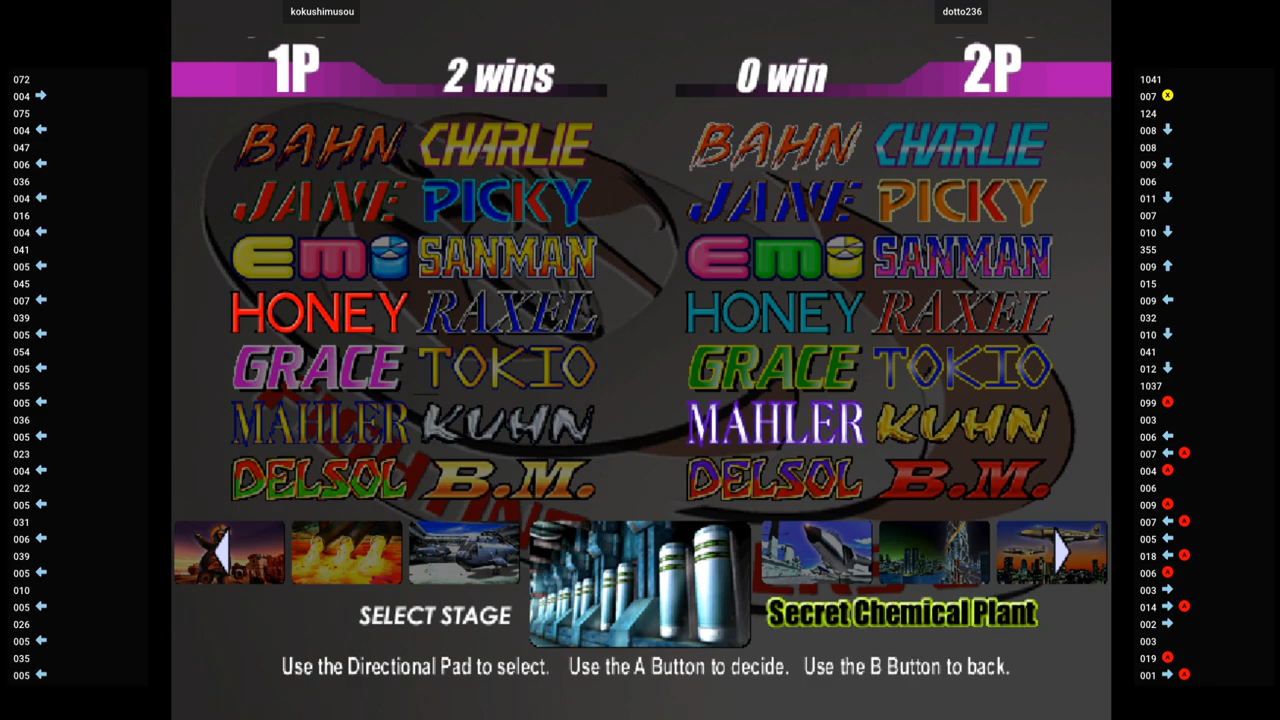 kokushimusou
dotto236
1P
2 wins
0 win
2P
BAHN CHARLIE
BAHN CHARLIE
JANE PICKY
JANE PICKY
EMI SANMAN
EMI SANMAN
HONEY RAXEL
HONEY RAXEL
GRACE TOKIO
GRACE TOKIO
MAHLER KUHN
MAHLER KUHN
DELSOL B.M.
DELSOL B.M.
SELECT STAGE
Secret Chemical Plant
Use the Directional Pad to select. Use the A Button to decide. Use the B Button to back.
072
004
075
004
047
006
036
004
016
004
041
005
045
007
039
005
054
005
055
005
036
005
023
004
022
005
031
006
039
005
010
005
026
005
035
005
1041
007 X
124
008
008
009
006
011
007
010
355
009
015
009
032
010
041
012
1037
099 A
003
006
007 A
004 A
006
009 A
007 A
005
018 A
006 A
003
014 A
002
003
019 A
001 A